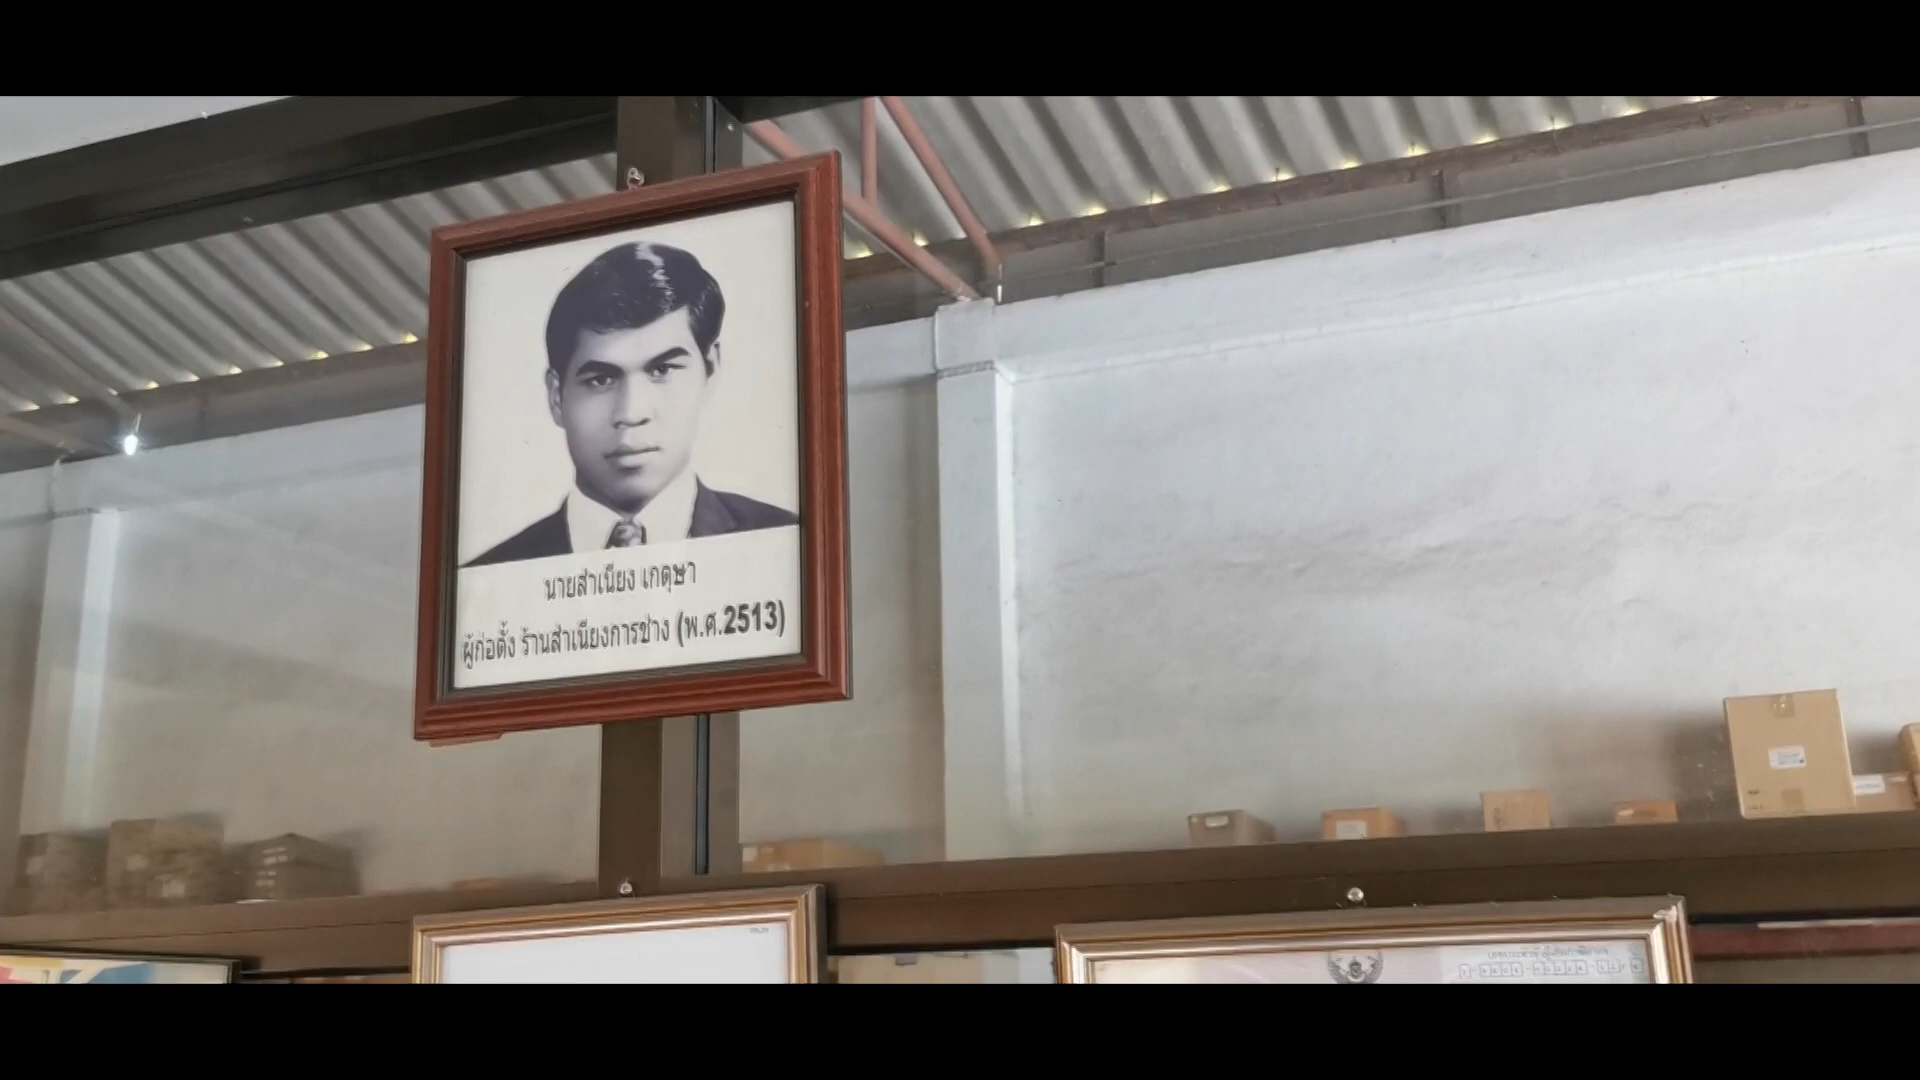 นายสำเนียง เกดุษา
ผู้ก่อตั้ง ร้านสำเนียงการช่าง (พ.ศ.2513)